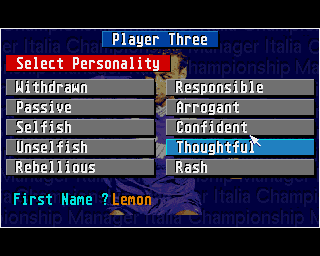 Player Three
Select Personality
Withdrawn Responsible
Passive Arrogant
Selfish Confident
Unselfish Thoughtful
Rebellious Rash
First Name ? Lemon